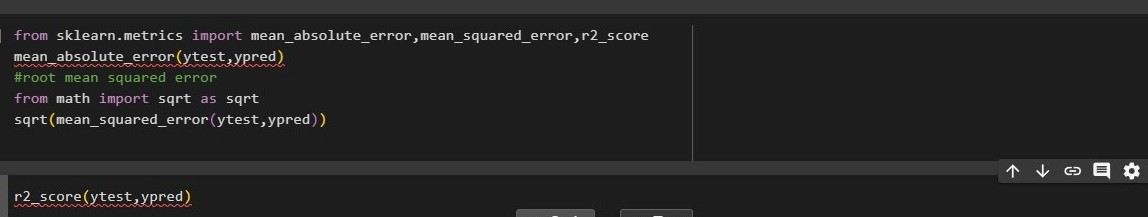 from sklearn.metrics import mean_absolute_error,mean_squared_error,r2_score
mean_absolute_error(ytest,ypred)
#root mean squared error
from math import sqrt as sqrt
sqrt(mean_squared_error(ytest,ypred))
r2_score(ytest,ypred)